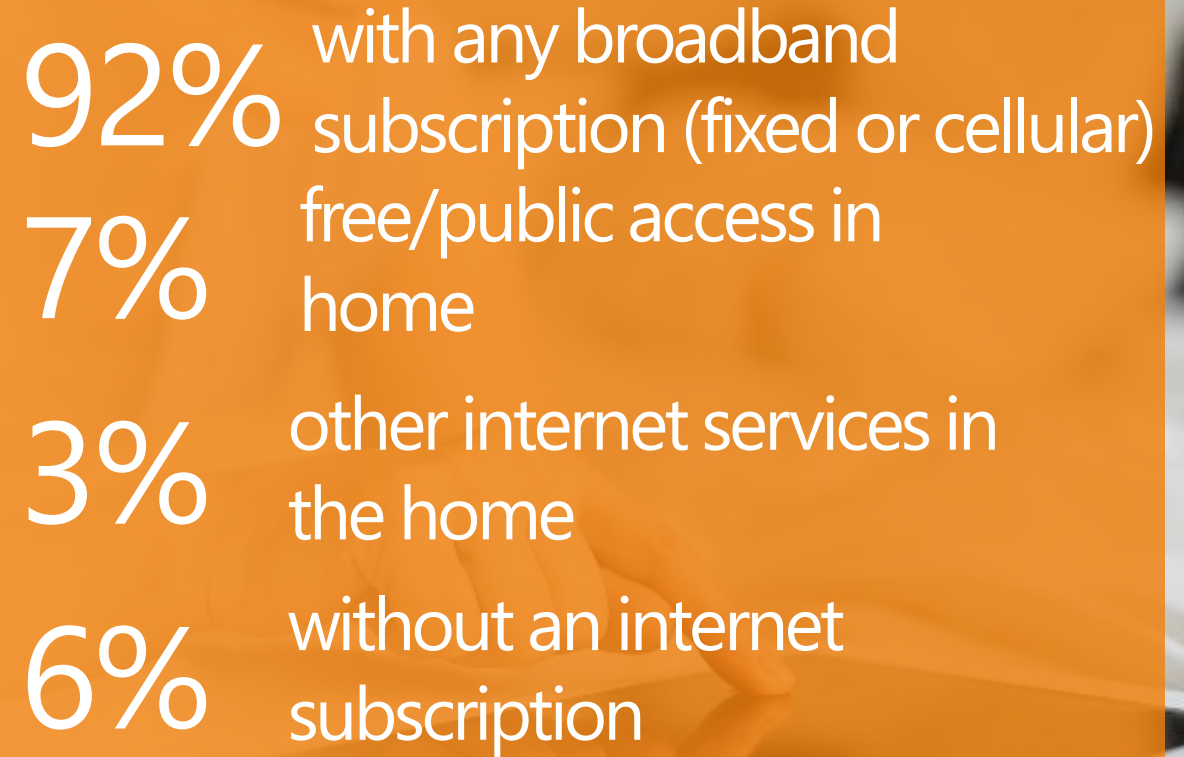 92% with any broadband
subscription (fixed or cellular)
7% free/public access in
home
3% other internet services in
the home
6% without an internet
subscription